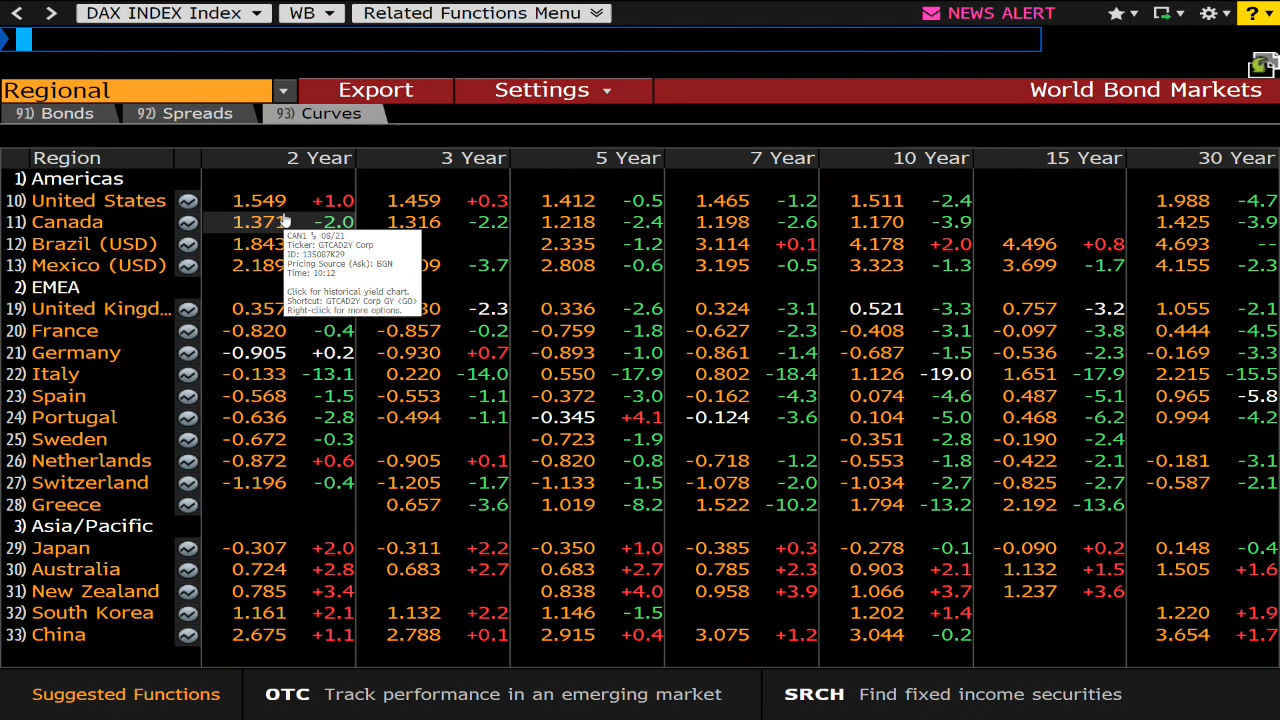 DAX INDEX Index WB Related Functions Menu NEWS ALERT ?
Regional Export Settings World Bond Markets
91) Bonds 92) Spreads 93) Curves
Region 2 Year 3 Year 5 Year 7 Year 10 Year 15 Year 30 Year
1) Americas
10) United States 1.549 +1.0 1.459 +0.3 1.412 -0.5 1.465 -1.2 1.511 -2.4 1.988 -4.7
11) Canada 1.371 -2.0 1.316 -2.2 1.218 -2.4 1.198 -2.6 1.170 -3.9 1.425 -3.9
12) Brazil (USD) 1.843 2.335 -1.2 3.114 +0.1 4.178 +2.0 4.496 +0.8 4.693 --
13) Mexico (USD) 2.189 -3.7 2.808 -0.6 3.195 -0.5 3.323 -1.3 3.699 -1.7 4.155 -2.3
CAN1 ½ 08/21
Ticker: GTCAD2Y Corp
ID: 135087K29
Pricing Source (Ask): BGN
Time: 10:12
Click for historical yield chart.
Shortcut: GTCAD2Y Corp GY <GO>
Right-click for more options.
2) EMEA
19) United Kingd... 0.357 -2.3 0.336 -2.6 0.324 -3.1 0.521 -3.3 0.757 -3.2 1.055 -2.1
20) France -0.820 -0.4 -0.857 -0.2 -0.759 -1.8 -0.627 -2.3 -0.408 -3.1 -0.097 -3.8 0.444 -4.5
21) Germany -0.905 +0.2 -0.930 +0.7 -0.893 -1.0 -0.861 -1.4 -0.687 -1.5 -0.536 -2.3 -0.169 -3.3
22) Italy -0.133 -13.1 0.220 -14.0 0.550 -17.9 0.802 -18.4 1.126 -19.0 1.651 -17.9 2.215 -15.5
23) Spain -0.568 -1.5 -0.553 -1.1 -0.372 -3.0 -0.162 -4.3 0.074 -4.6 0.487 -5.1 0.965 -5.8
24) Portugal -0.636 -2.8 -0.494 -1.1 -0.345 +4.1 -0.124 -3.6 0.104 -5.0 0.468 -6.2 0.994 -4.2
25) Sweden -0.672 -0.3 -0.723 -1.9 -0.351 -2.8 -0.190 -2.4
26) Netherlands -0.872 +0.6 -0.905 +0.1 -0.820 -0.8 -0.718 -1.2 -0.553 -1.8 -0.422 -2.1 -0.181 -3.1
27) Switzerland -1.196 -0.4 -1.205 -1.7 -1.133 -1.5 -1.078 -2.0 -1.034 -2.7 -0.825 -2.7 -0.587 -2.1
28) Greece 0.657 -3.6 1.019 -8.2 1.522 -10.2 1.794 -13.2 2.192 -13.6
3) Asia/Pacific
29) Japan -0.307 +2.0 -0.311 +2.2 -0.350 +1.0 -0.385 +0.3 -0.278 -0.1 -0.090 +0.2 0.148 -0.4
30) Australia 0.724 +2.8 0.683 +2.7 0.683 +2.7 0.785 +2.3 0.903 +2.1 1.132 +1.5 1.505 +1.6
31) New Zealand 0.785 +3.4 0.838 +4.0 0.958 +3.9 1.066 +3.7 1.237 +3.6
32) South Korea 1.161 +2.1 1.132 +2.2 1.146 -1.5 1.202 +1.4 1.220 +1.9
33) China 2.675 +1.1 2.788 +0.1 2.915 +0.4 3.075 +1.2 3.044 -0.2 3.654 +1.7
Suggested Functions OTC Track performance in an emerging market SRCH Find fixed income securities